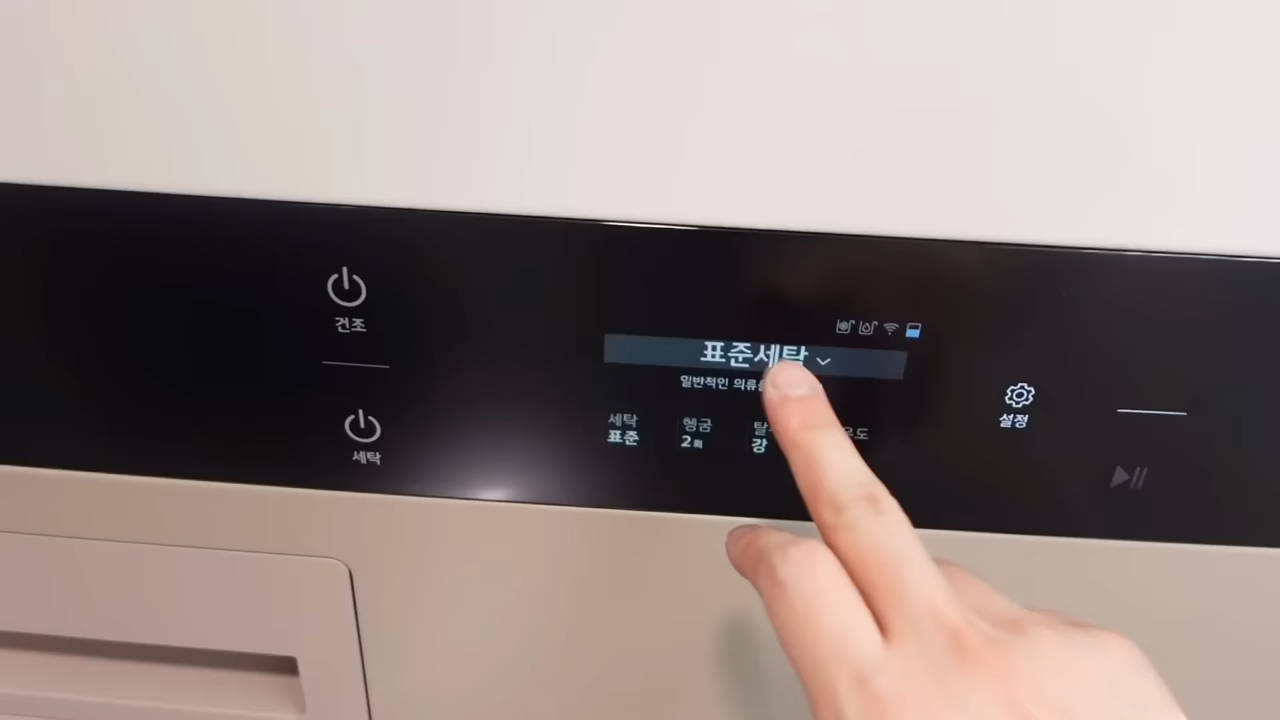 건조
세탁
표준세탁
일반적인 의류를
세탁 헹굼
표준 2회 강
설정